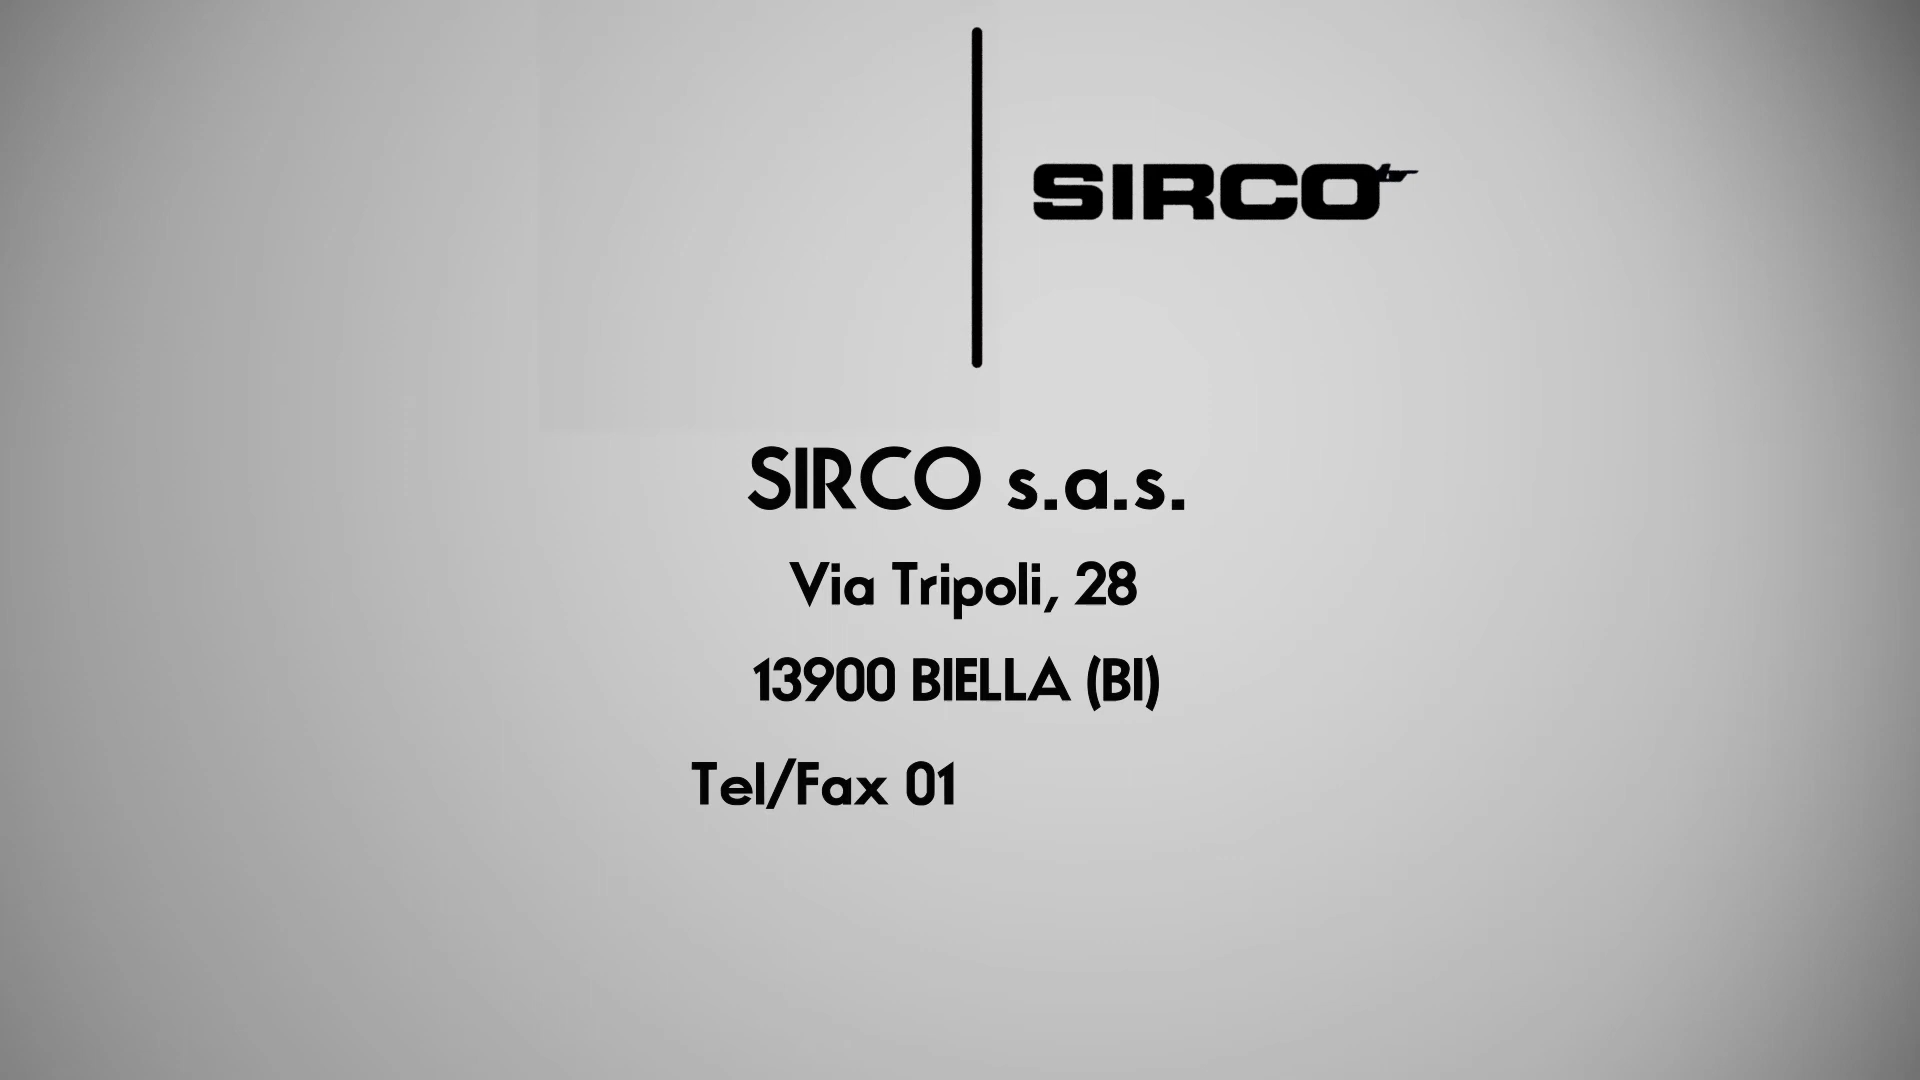 SIRCO
SIRCO s.a.s.
Via Tripoli, 28
13900 BIELLA (BI)
Tel/Fax 01